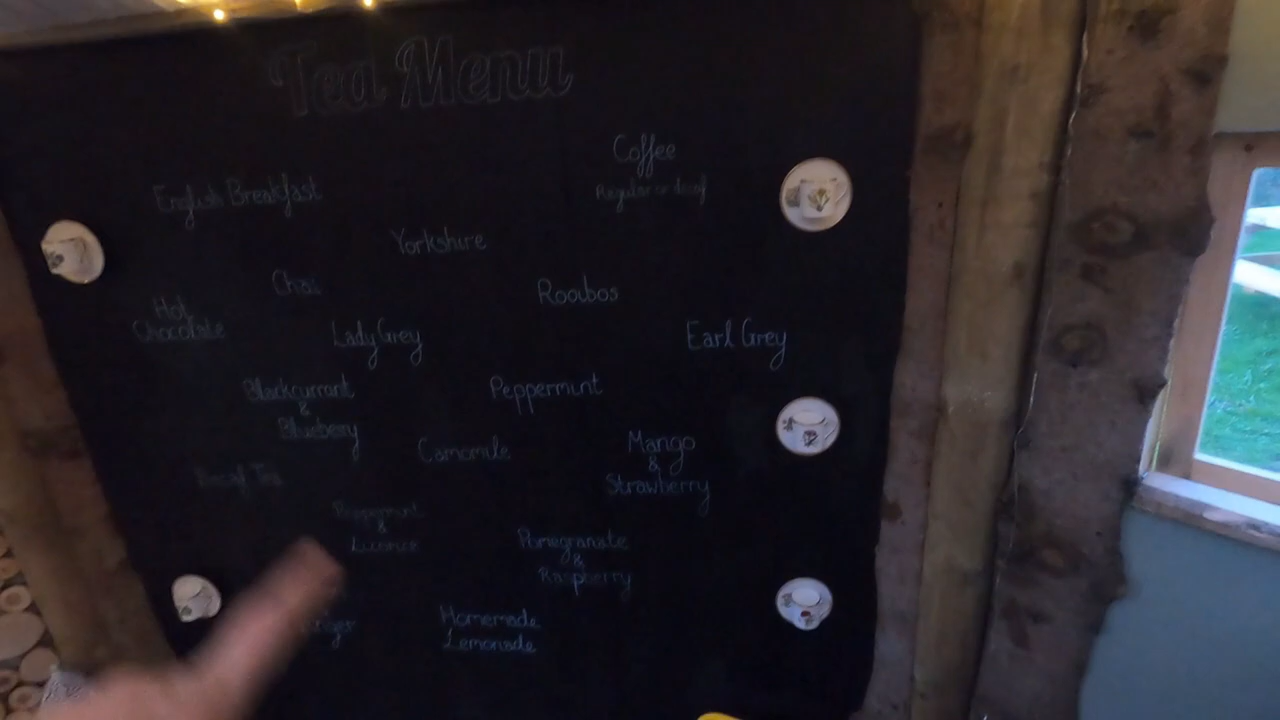 Tea Menu
Coffee
Regular or decaf
English Breakfast
Yorkshire
Chai
Rooibos
Hot
Chocolate
Lady Grey
Earl Grey
Blackcurrant
&
Blueberry
Peppermint
Camomile
Mango
&
Strawberry
Decaf Tea
Peppermint
&
Licorice
Pomegranate
&
Raspberry
Homemade
Lemonade